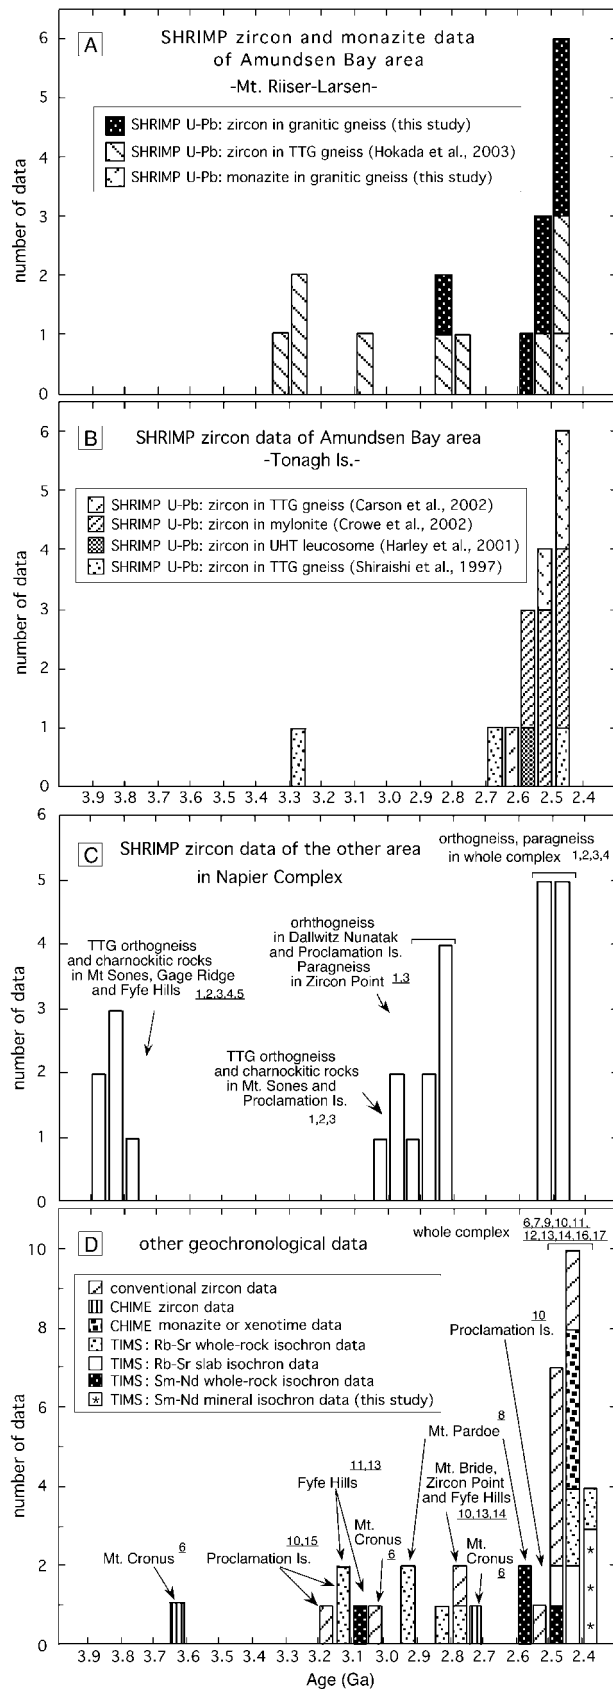 A
SHRIMP zircon and monazite data
of Amundsen Bay area
-Mt. Riiser-Larsen-
SHRIMP U-Pb: zircon in granitic gneiss (this study)
SHRIMP U-Pb: zircon in TTG gneiss (Hokada et al., 2003)
SHRIMP U-Pb: monazite in granitic gneiss (this study)
number of data
6
5
4
3
2
1
0
B
SHRIMP zircon data of Amundsen Bay area
-Tonagh Is.-
SHRIMP U-Pb: zircon in TTG gneiss (Carson et al., 2002)
SHRIMP U-Pb: zircon in mylonite (Crowe et al., 2002)
SHRIMP U-Pb: zircon in UHT leucosome (Harley et al., 2001)
SHRIMP U-Pb: zircon in TTG gneiss (Shiraishi et al., 1997)
number of data
6
5
4
3
2
1
0
3.9 3.8 3.7 3.6 3.5 3.4 3.3 3.2 3.1 3.0 2.9 2.8 2.7 2.6 2.5 2.4
C
SHRIMP zircon data of the other area
in Napier Complex
orthogneiss, paragneiss
in whole complex 1,2,3,4
TTG orthogneiss
and charnockitic rocks
in Mt Sones, Gage Ridge
and Fyfe Hills 1,2,3,4,5
orhthogneiss
in Dallwitz Nunatak
and Proclamation Is.
Paragneiss
in Zircon Point 1,3
TTG orthogneiss
and charnockitic rocks
in Mt. Sones and
Proclamation Is.
1,2,3
number of data
6
5
4
3
2
1
0
D
other geochronological data
whole complex
6,7,9,10,11,
12,13,14,16,17
conventional zircon data
CHIME zircon data
CHIME monazite or xenotime data
TIMS: Rb-Sr whole-rock isochron data
TIMS: Rb-Sr slab isochron data
TIMS: Sm-Nd whole-rock isochron data
TIMS: Sm-Nd mineral isochron data (this study)
10
Proclamation Is.
8
Mt. Pardoe
11,13
Fyfe Hills
Mt. Bride,
Zircon Point
and Fyfe Hills
10,13,14
Mt. Cronus 6
10,15
Proclamation Is.
Mt.
Cronus
6
Mt.
Cronus
6
number of data
10
8
6
4
2
0
3.9 3.8 3.7 3.6 3.5 3.4 3.3 3.2 3.1 3.0 2.9 2.8 2.7 2.6 2.5 2.4
Age (Ga)